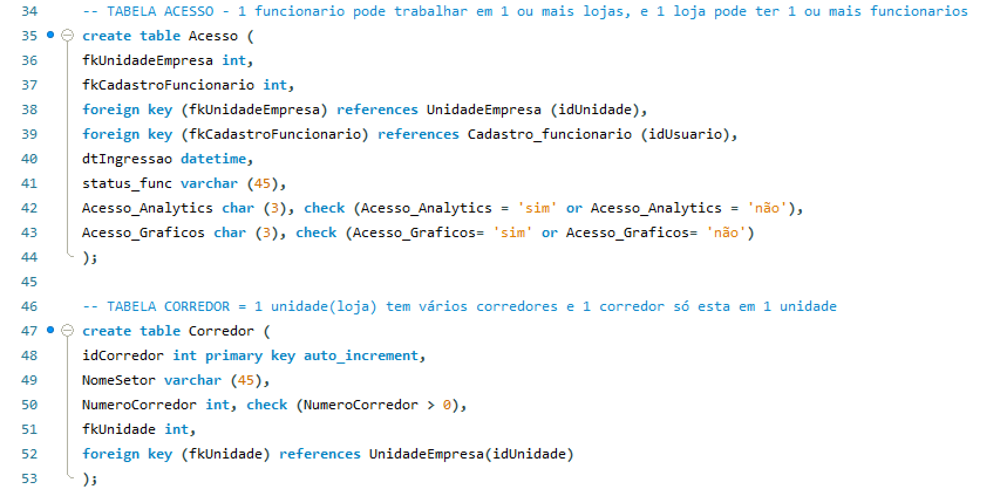 34 -- TABELA ACESSO - 1 funcionario pode trabalhar em 1 ou mais lojas, e 1 loja pode ter 1 ou mais funcionarios
35 create table Acesso (
36 fkUnidadeEmpresa int,
37 fkCadastroFuncionario int,
38 foreign key (fkUnidadeEmpresa) references UnidadeEmpresa (idUnidade),
39 foreign key (fkCadastroFuncionario) references Cadastro_funcionario (idUsuario),
40 dtIngressao datetime,
41 status_func varchar (45),
42 Acesso_Analytics char (3), check (Acesso_Analytics = 'sim' or Acesso_Analytics = 'não'),
43 Acesso_Graficos char (3), check (Acesso_Graficos= 'sim' or Acesso_Graficos= 'não')
44 );
45
46 -- TABELA CORREDOR = 1 unidade(loja) tem vários corredores e 1 corredor só esta em 1 unidade
47 create table Corredor (
48 idCorredor int primary key auto_increment,
49 NomeSetor varchar (45),
50 NumeroCorredor int, check (NumeroCorredor > 0),
51 fkUnidade int,
52 foreign key (fkUnidade) references UnidadeEmpresa(idUnidade)
53 );